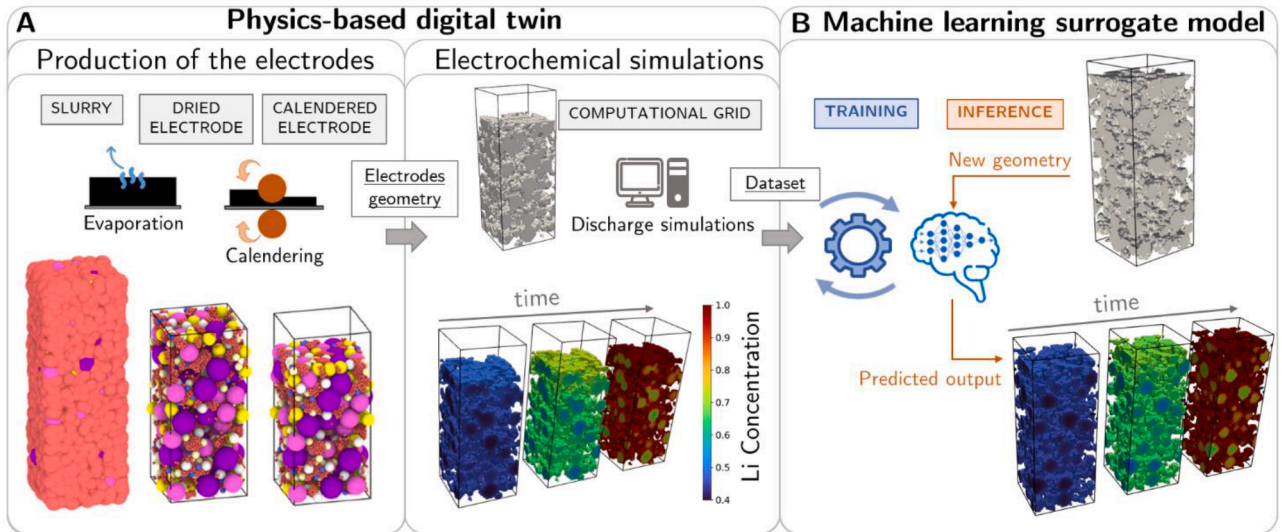 A
Physics-based digital twin
Production of the electrodes
SLURRY
DRIED
ELECTRODE
CALENDERED
ELECTRODE
Evaporation
Calendering
Electrodes
geometry
Electrochemical simulations
COMPUTATIONAL GRID
Discharge simulations
time
1.0
0.9
0.8
0.7
0.6
0.5
0.4
Li Concentration
Dataset
B
Machine learning surrogate model
TRAINING
INFERENCE
New geometry
time
Predicted output